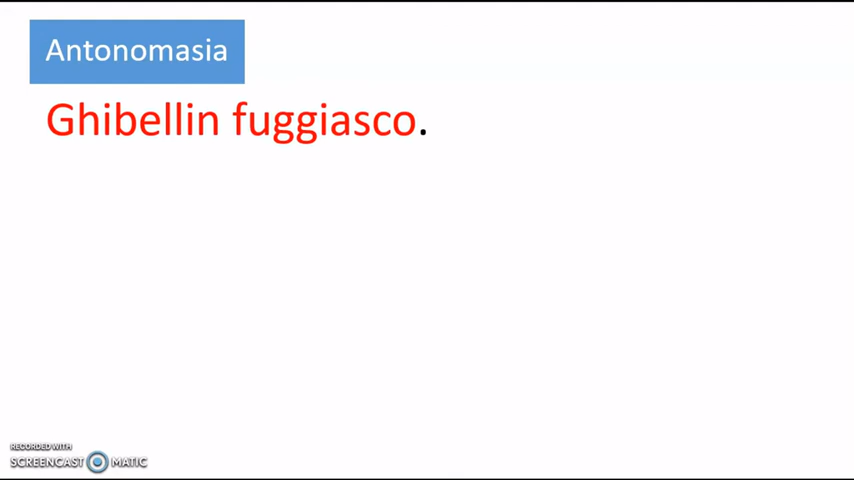 Antonomasia
Ghibellin fuggiasco.
RECORDED WITH
SCREENCAST MATIC